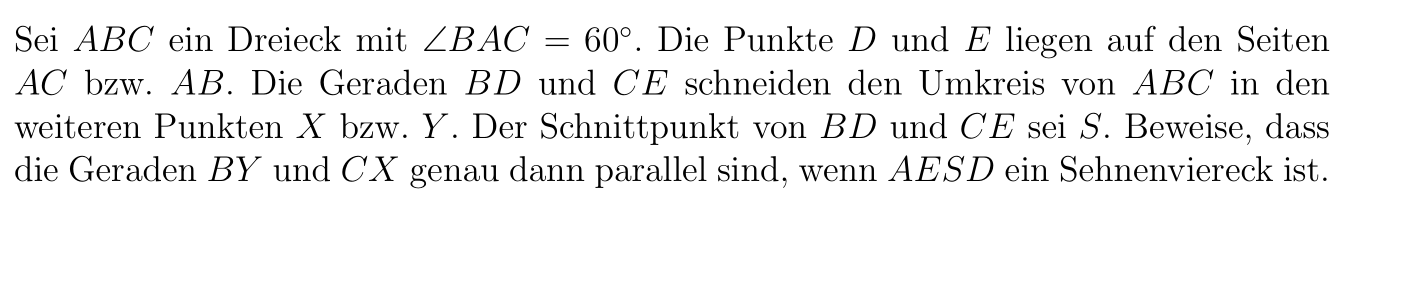 Sei ABC ein Dreieck mit ∠BAC = 60°. Die Punkte D und E liegen auf den Seiten
AC bzw. AB. Die Geraden BD und CE schneiden den Umkreis von ABC in den
weiteren Punkten X bzw. Y. Der Schnittpunkt von BD und CE sei S. Beweise, dass
die Geraden BY und CX genau dann parallel sind, wenn AESD ein Sehnenviereck ist.